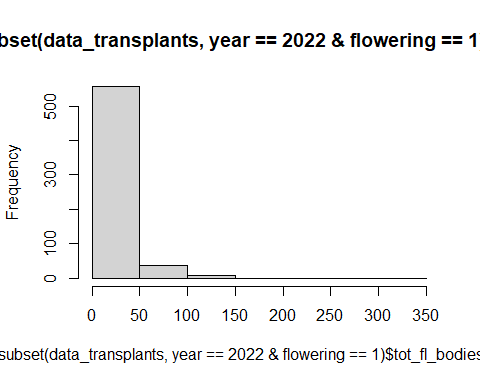 bset(data_transplants, year == 2022 & flowering == 1
Frequency
500
300
100
0
0 50 100 150 200 250 300 350
subset(data_transplants, year == 2022 & flowering == 1)$tot_fl_bodies